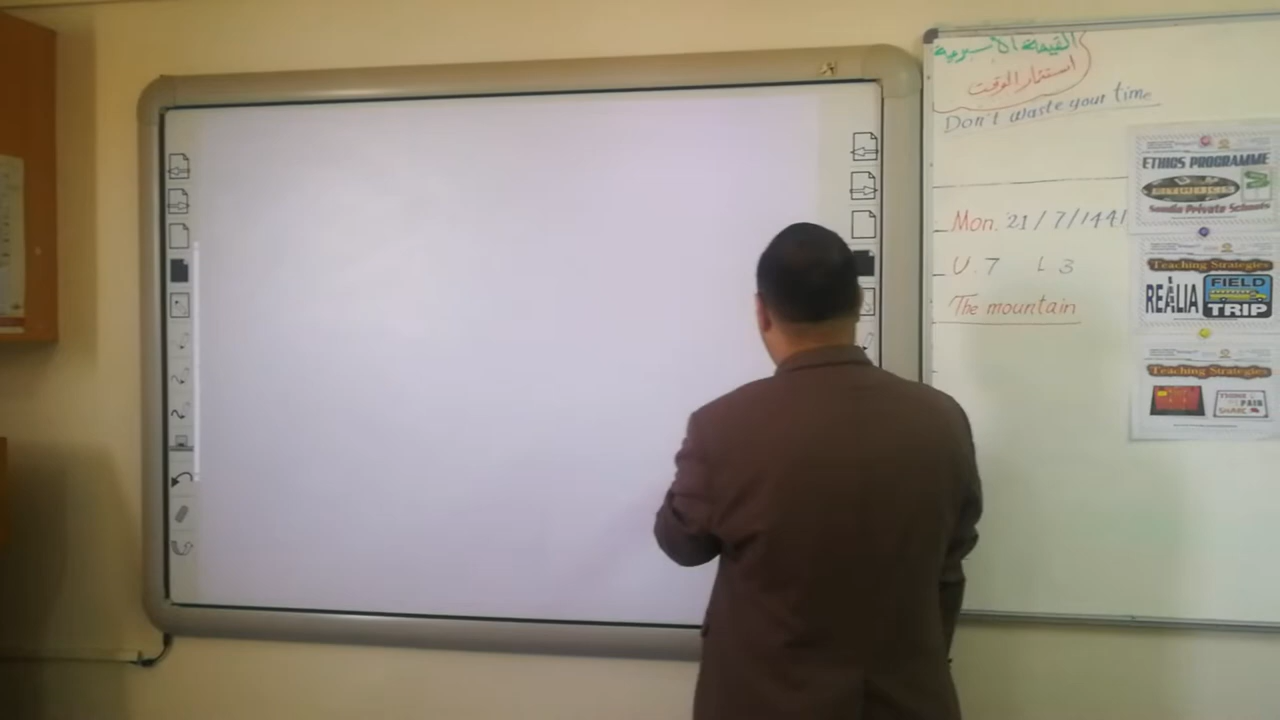 القيمة الأسبوعية
استثمار الوقت
Don't waste your time
Mon. 21/7/1441
U.7 L 3
The mountain
ETHICS PROGRAMME
Saudia Private Schools
Teaching Strategies
REALIA
FIELD
TRIP
Teaching Strategies
THINK
PAIR
SHARE